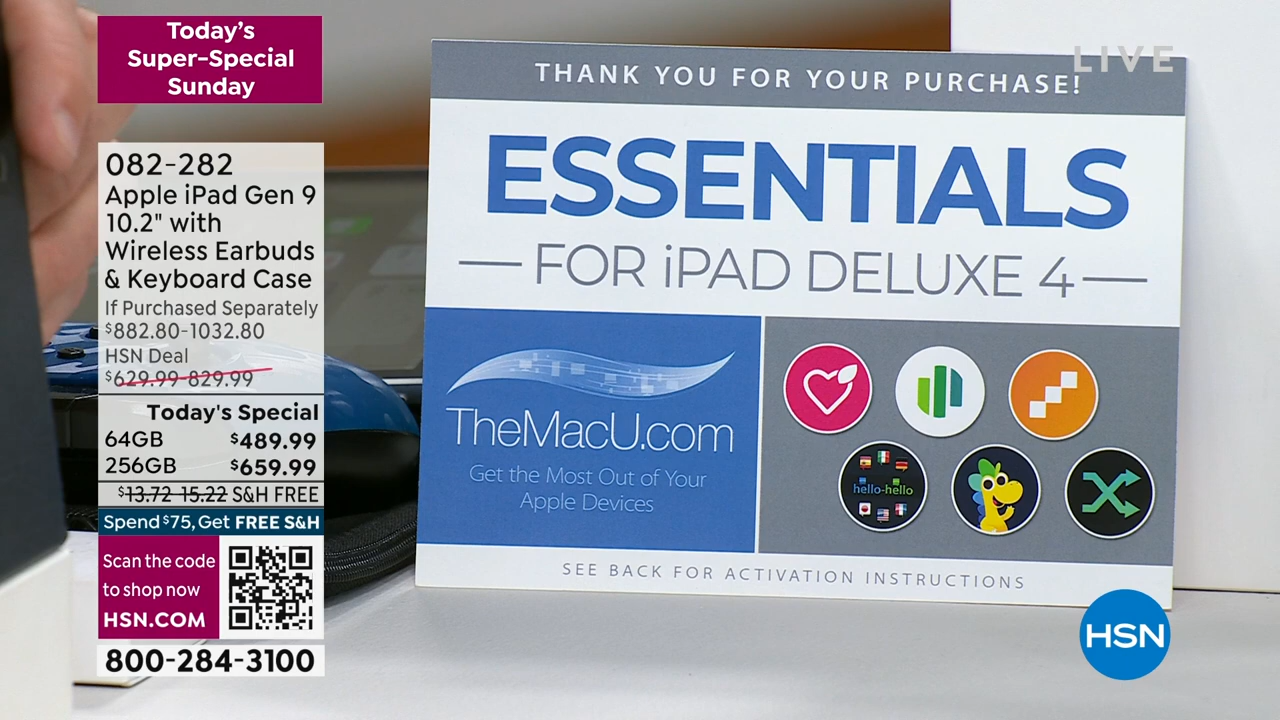 Today's
Super-Special
Sunday
082-282
Apple iPad Gen 9
10.2" with
Wireless Earbuds
& Keyboard Case
If Purchased Separately
$882.80-1032.80
HSN Deal
$629.99-829.99
Today's Special
64GB $489.99
256GB $659.99
$13.72-15.22 S&H FREE
Spend $75, Get FREE S&H
Scan the code
to shop now
HSN.COM
800-284-3100
LIVE
THANK YOU FOR YOUR PURCHASE!
ESSENTIALS
FOR iPAD DELUXE 4
TheMacU.com
Get the Most Out of Your
Apple Devices
hello-hello
SEE BACK FOR ACTIVATION INSTRUCTIONS
HSN